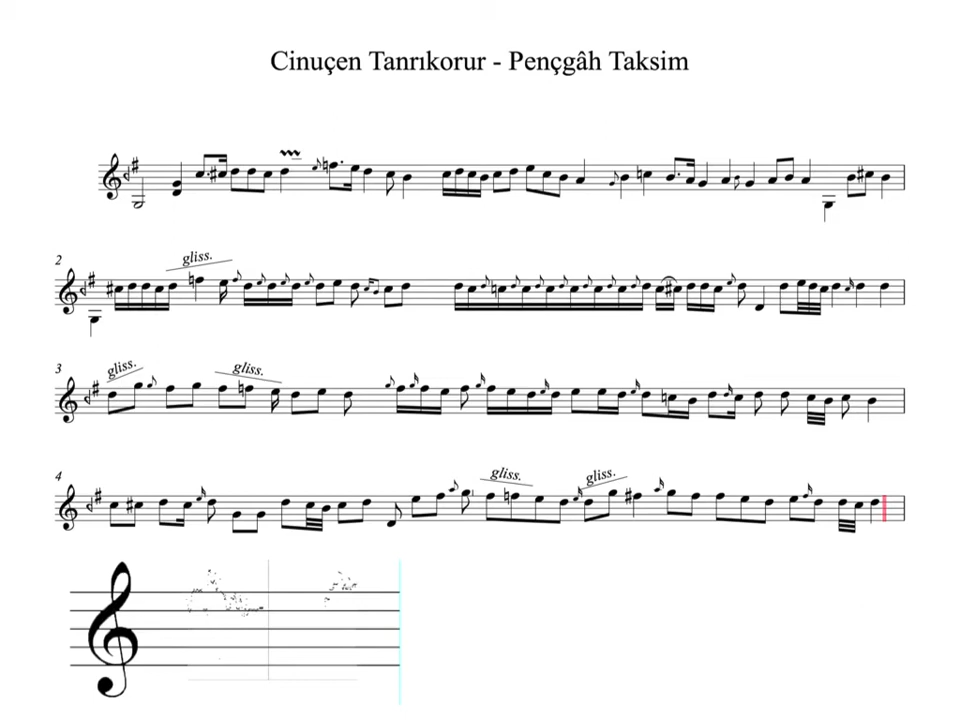 Cinuçen Tanrıkorur - Pençgâh Taksim
2
gliss.
3
gliss.
gliss.
4
gliss.
gliss.